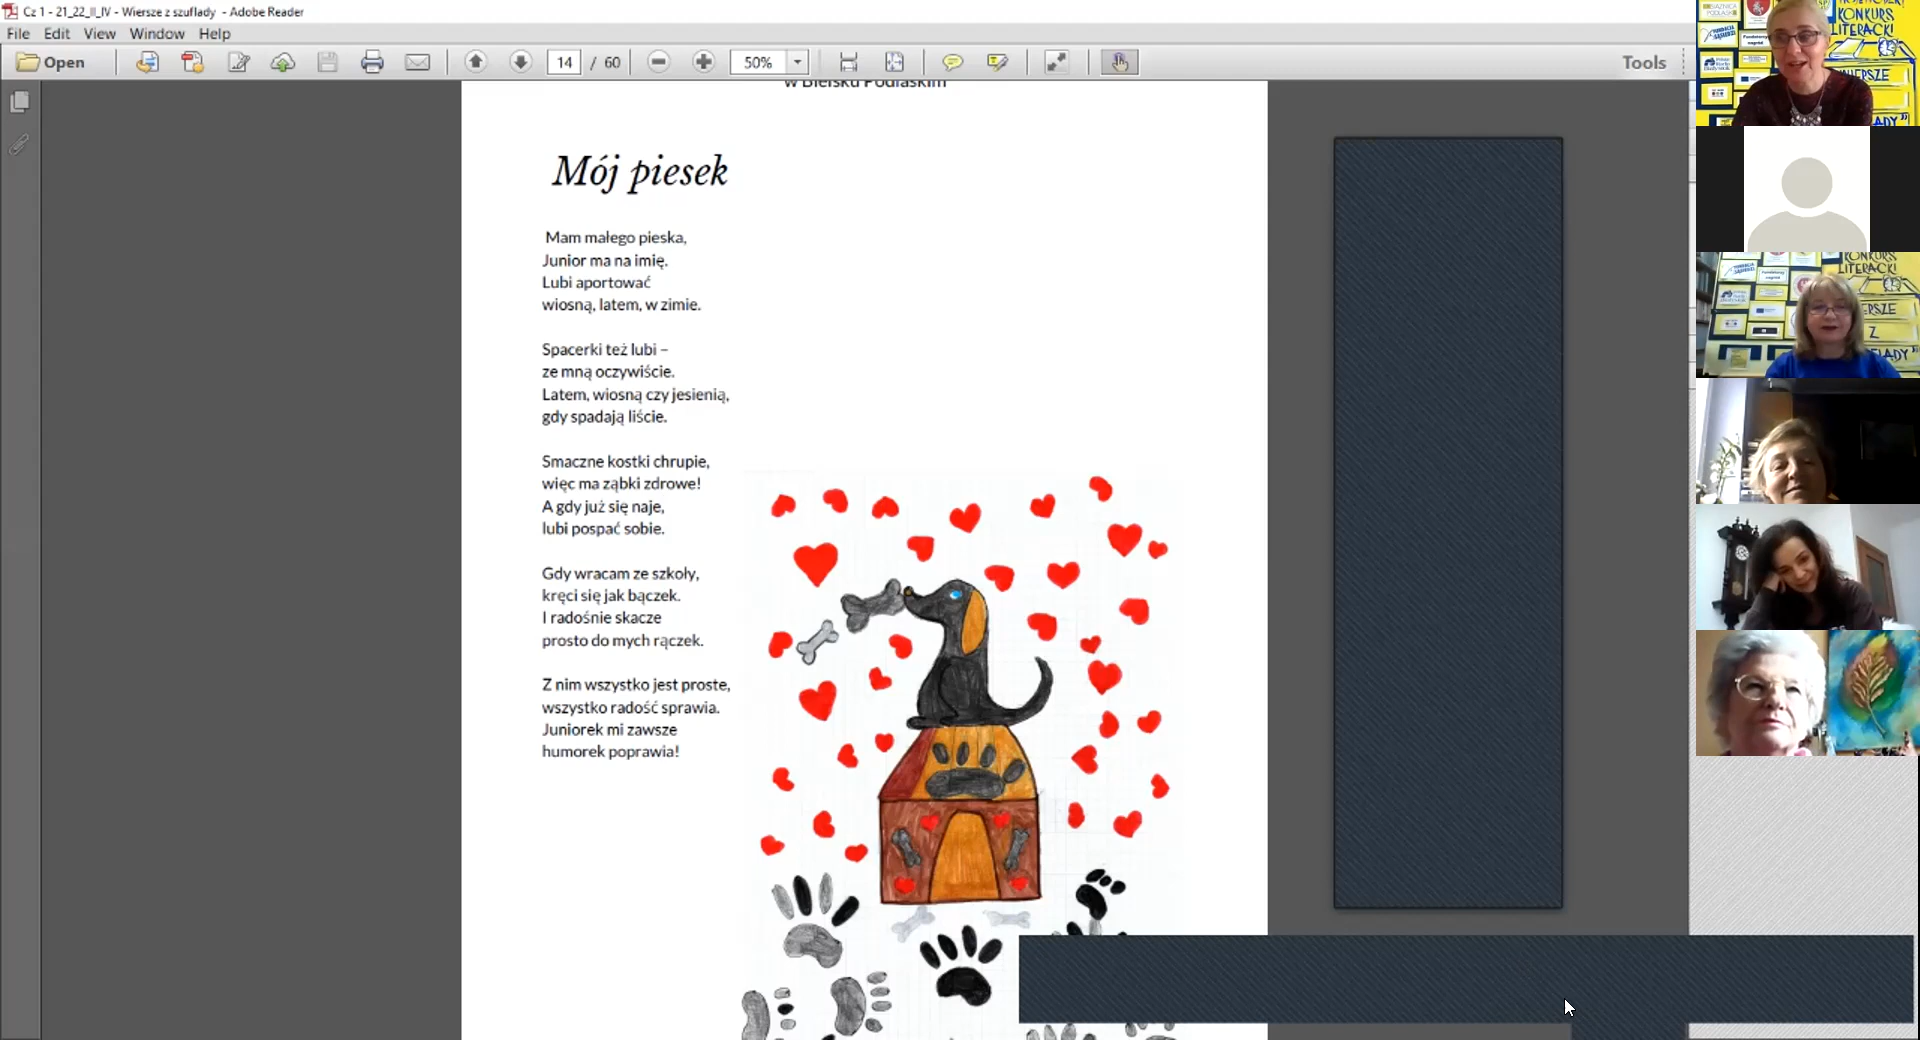 Cz 1 - 21_22_II_IV - Wiersze z szuflady - Adobe Reader
File Edit View Window Help
Open
14 / 60
50%
Tools
w Bielsku Podlaskim
Mój piesek
Mam małego pieska,
Junior ma na imię.
Lubi aportować
wiosną, latem, w zimie.
Spacerki też lubi –
ze mną oczywiście.
Latem, wiosną czy jesienią,
gdy spadają liście.
Smaczne kostki chrupie,
więc ma ząbki zdrowe!
A gdy już się naje,
lubi pospać sobie.
Gdy wracam ze szkoły,
kręci się jak bączek.
I radośnie skacze
prosto do mych rączek.
Z nim wszystko jest proste,
wszystko radość sprawia.
Juniorek mi zawsze
humorek poprawia!
KONKURS
LITERACKI
KONKURS
LITERACKI
Z